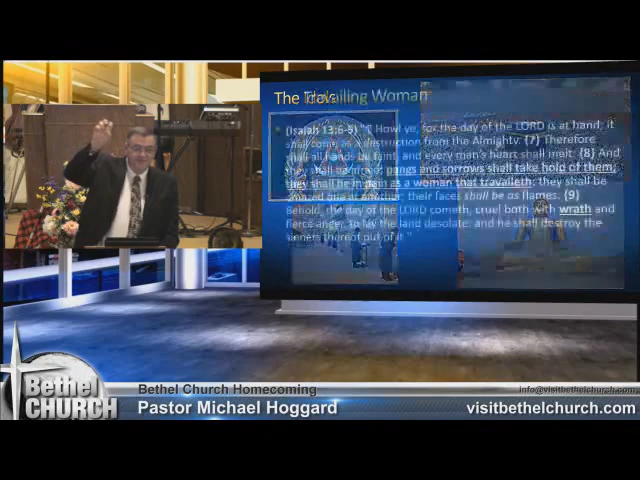 The Travailing Woman
• (Isaiah 13:6-9) "¶ Howl ye; for the day of the LORD is at hand; it
shall come as a destruction from the Almighty. (7) Therefore
shall all hands be faint, and every man's heart shall melt: (8) And
they shall be afraid: pangs and sorrows shall take hold of them;
they shall be in pain as a woman that travaileth: they shall be
amazed one at another; their faces shall be as flames. (9)
Behold, the day of the LORD cometh, cruel both with wrath and
fierce anger, to lay the land desolate: and he shall destroy the
sinners thereof out of it."
Bethel
CHURCH
Bethel Church Homecoming
info@visitbethelchurch.com
Pastor Michael Hoggard
visitbethelchurch.com